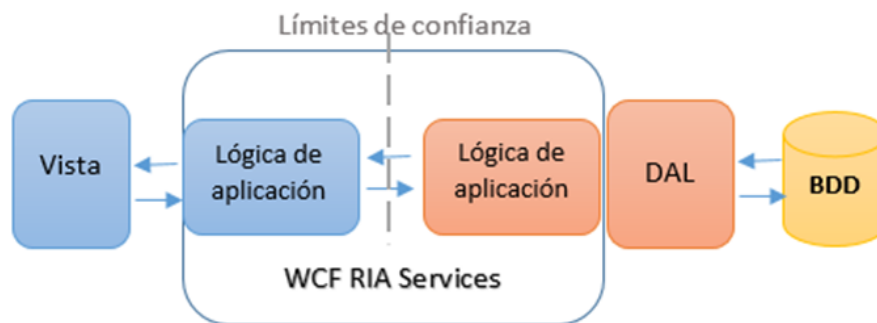 Límites de confianza
Vista
Lógica de
aplicación
Lógica de
aplicación
DAL
BDD
WCF RIA Services